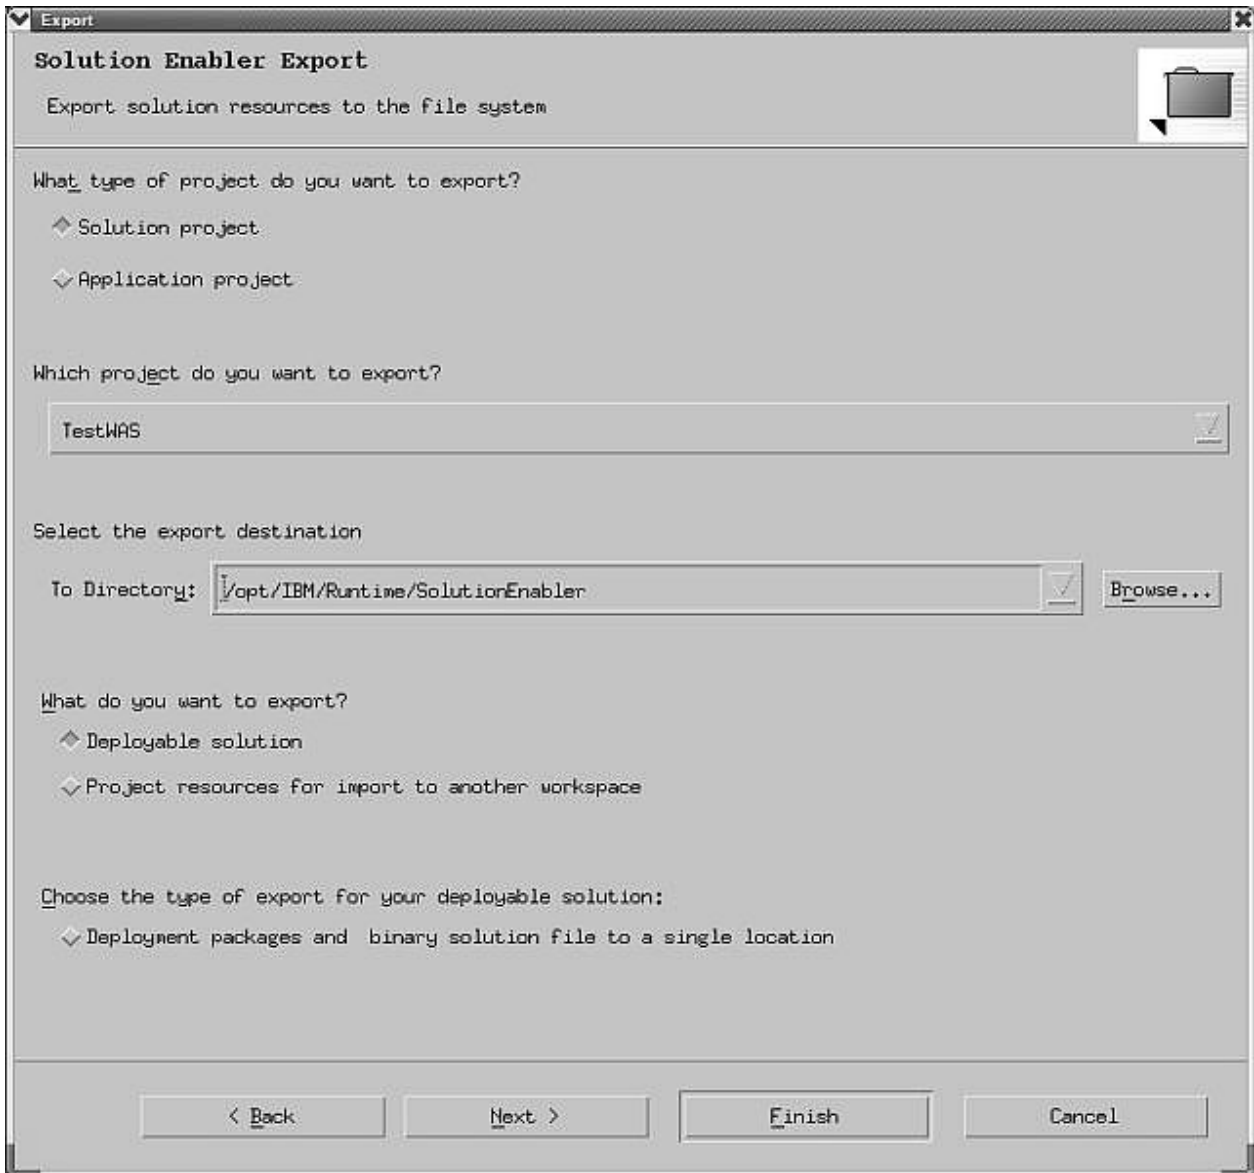 Export
Solution Enabler Export
Export solution resources to the file system
What type of project do you want to export?
Solution project
Application project
Which project do you want to export?
TestWAS
Select the export destination
To Directory: /opt/IBM/Runtime/SolutionEnabler Browse...
What do you want to export?
Deployable solution
Project resources for import to another workspace
Choose the type of export for your deployable solution:
Deployment packages and binary solution file to a single location
< Back Next > Finish Cancel